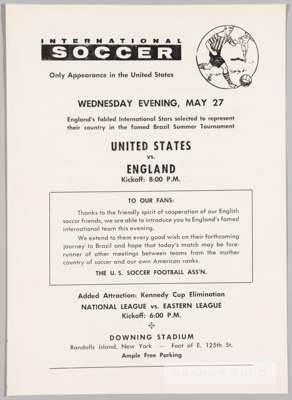 INTERNATIONAL
SOCCER
Only Appearance in the United States
WEDNESDAY EVENING, MAY 27
England's fabled International Stars selected to represent
their country in the famed Brazil Summer Tournament
UNITED STATES
vs.
ENGLAND
Kickoff: 8:00 P.M.
TO OUR FANS:
Thanks to the friendly spirit of cooperation of our English
soccer friends, we are able to introduce you to England's famed
international team this evening.
We extend to them every good wish on their forthcoming
journey to Brazil and hope that today's match may be fore-
runner of other meetings between teams from the mother
country of soccer and our own American ranks.
THE U. S. SOCCER FOOTBALL ASS'N.
Added Attraction: Kennedy Cup Elimination
NATIONAL LEAGUE vs. EASTERN LEAGUE
Kickoff: 6:00 P.M.
DOWNING STADIUM
Randalls Island, New York — Foot of E. 125th St.
Ample Free Parking
GRAHAM BUDD